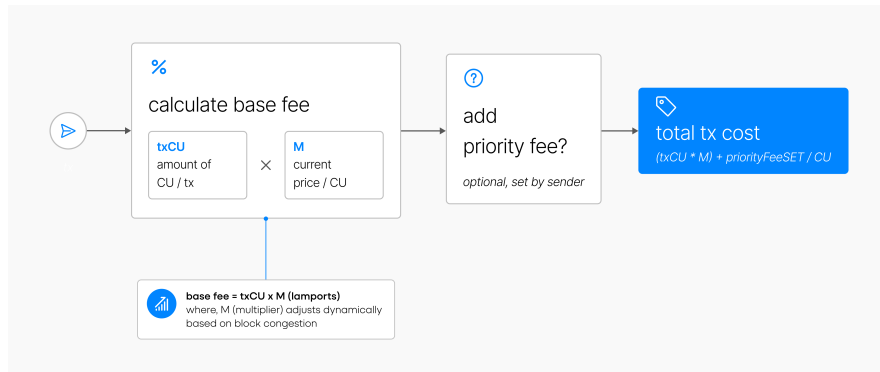 calculate base fee
txCU
amount of
CU / tx
×
M
current
price / CU
base fee = txCU x M (lamports)
where, M (multiplier) adjusts dynamically
based on block congestion
add
priority fee?
optional, set by sender
total tx cost
(txCU * M) + priorityFeeSET / CU